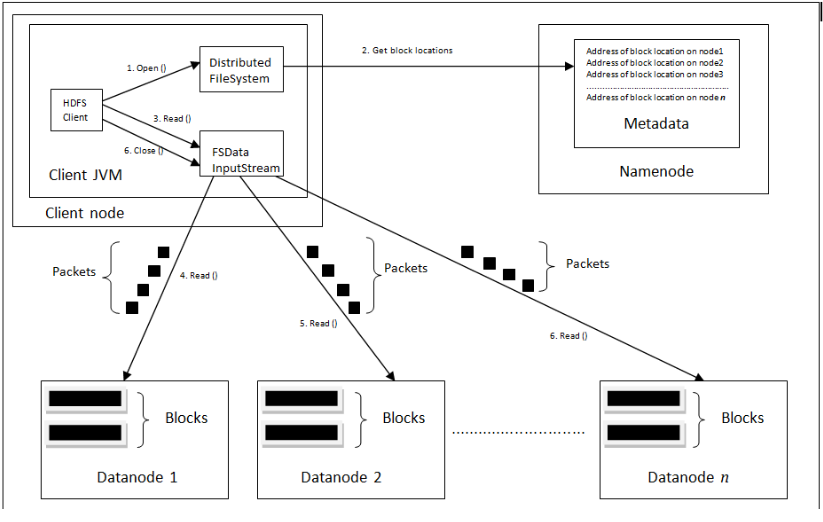 1. Open ()
Distributed
FileSystem
2. Get block locations
Address of block location on node1
Address of block location on node2
Address of block location on node3
Address of block location on node n
Metadata
Namenode
HDFS
Client
3. Read ()
6. Close ()
FSData
InputStream
Client JVM
Client node
Packets
4. Read ()
Packets
5. Read ()
Packets
6. Read ()
Blocks
Datanode 1
Blocks
Datanode 2
Blocks
Datanode n